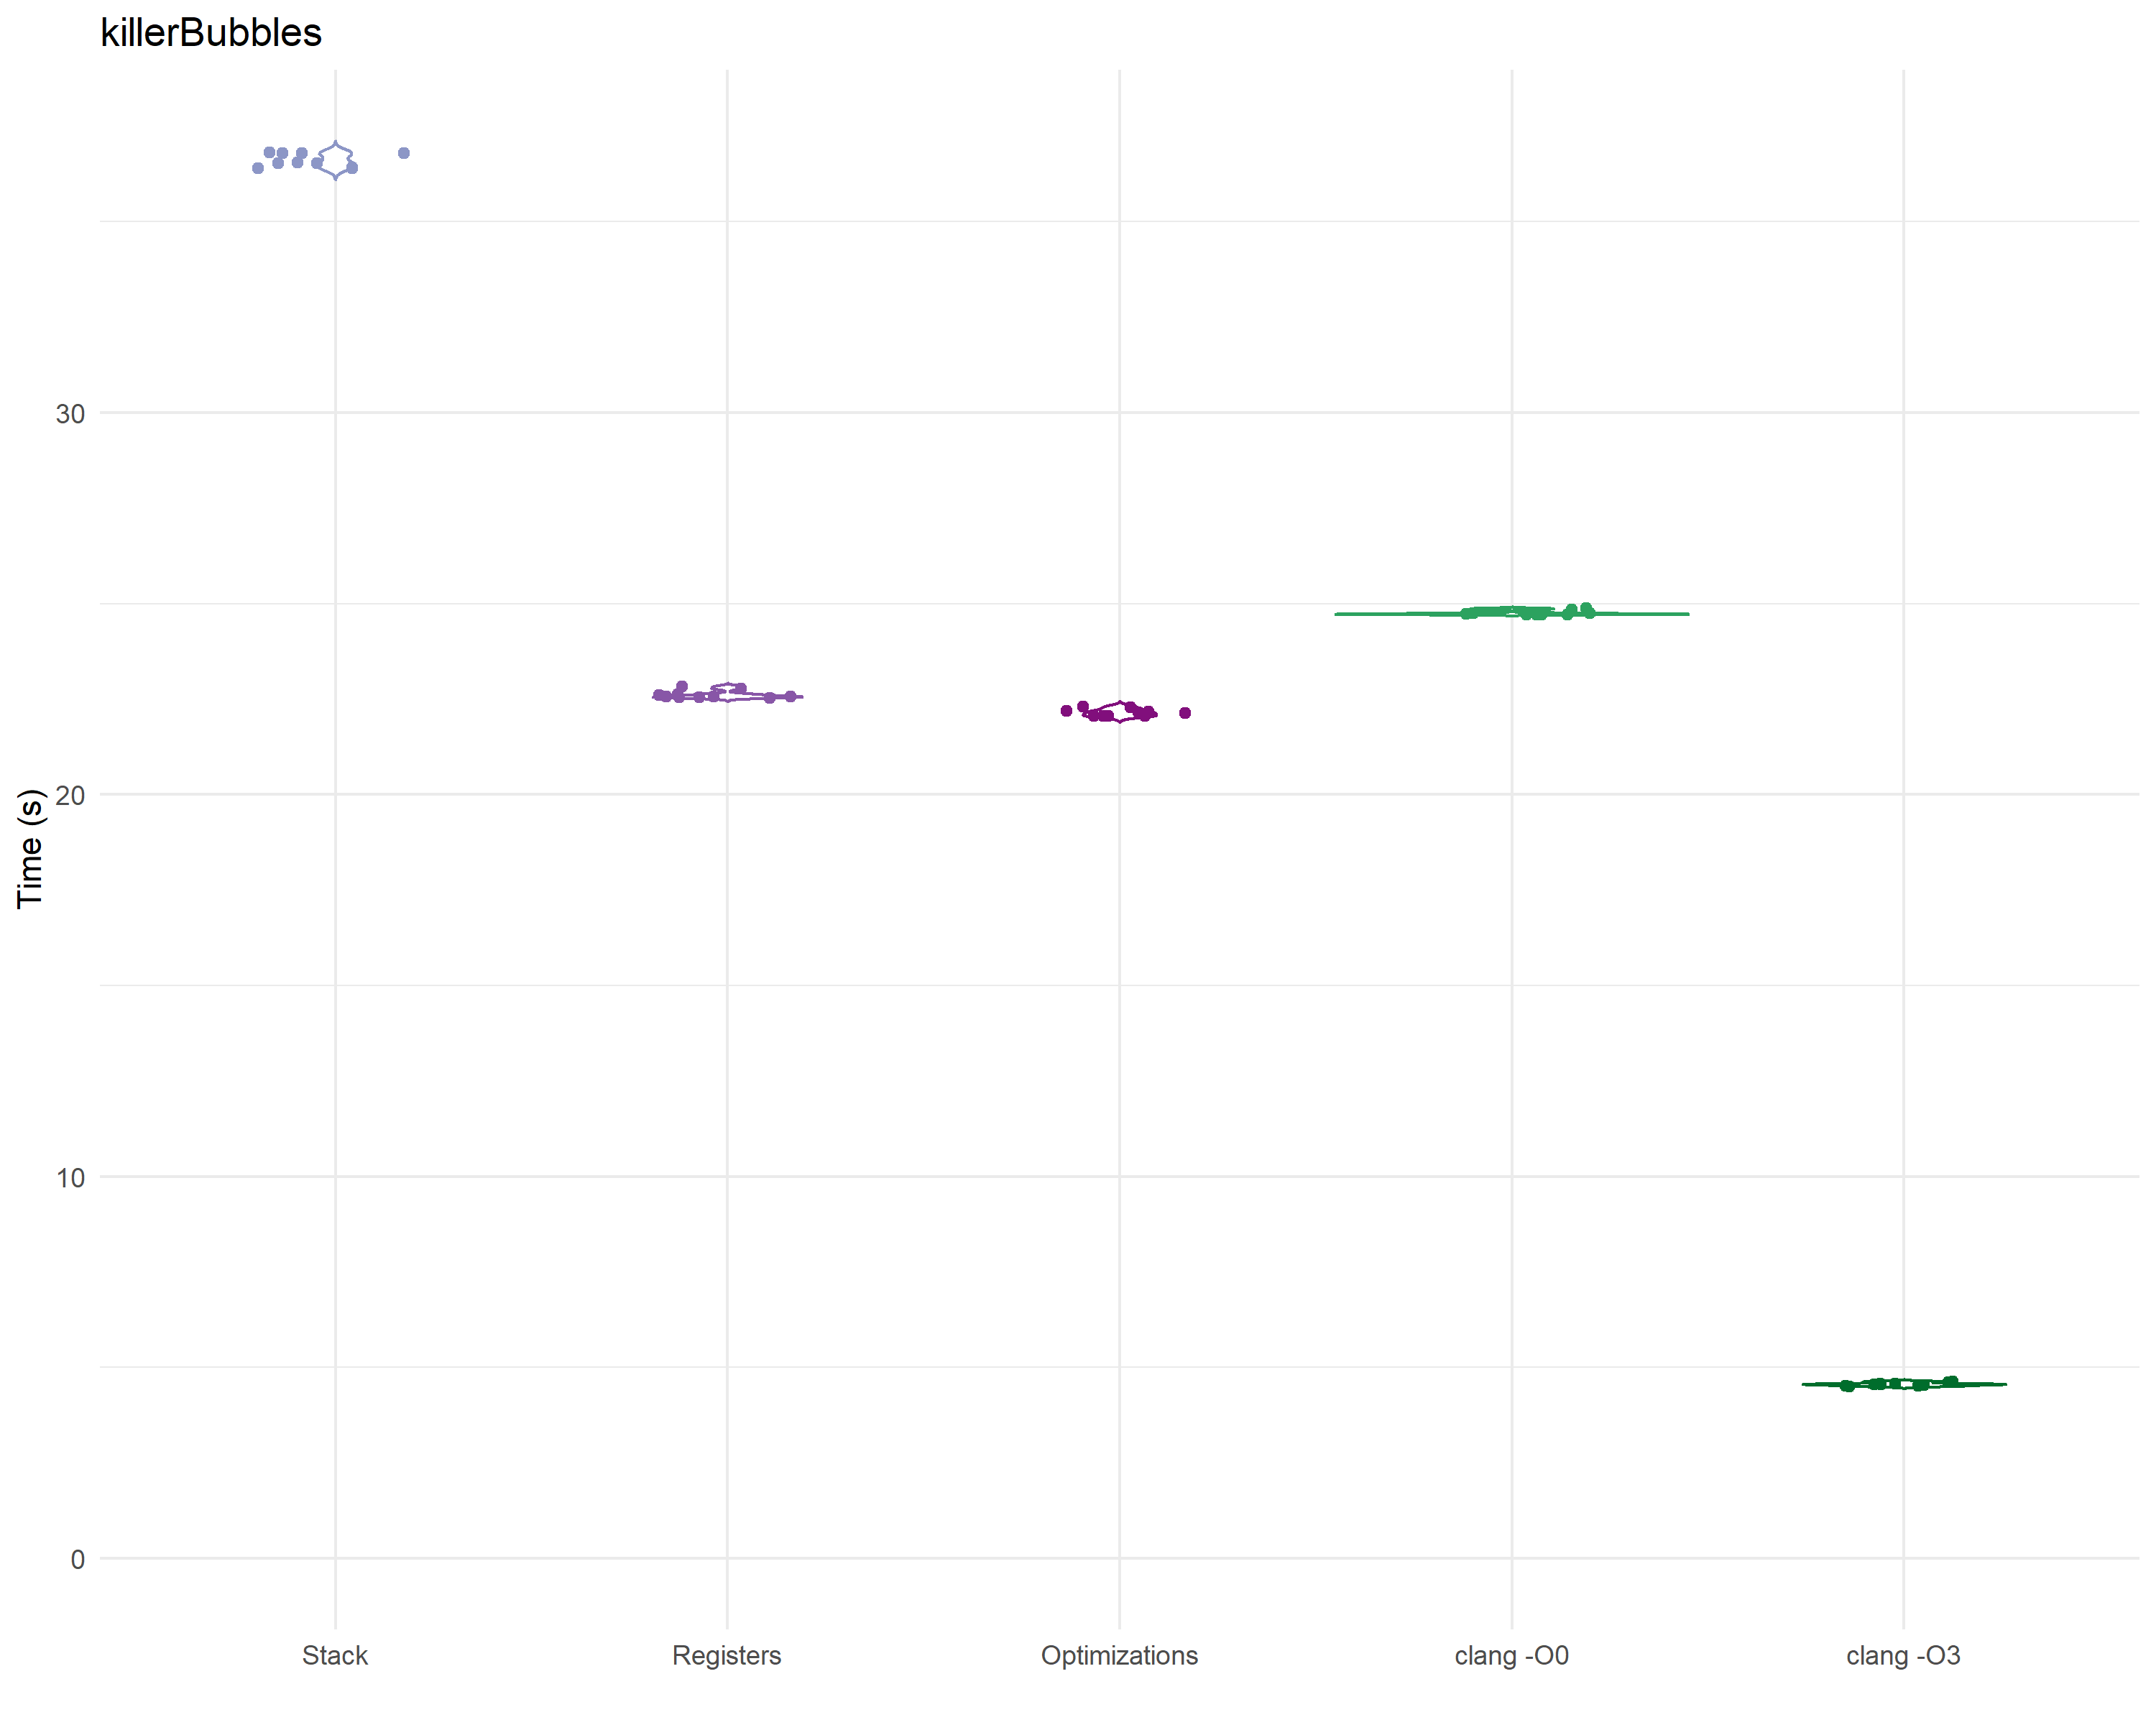 killerBubbles
Time (s)
30
20
10
0
Stack Registers Optimizations clang -O0 clang -O3